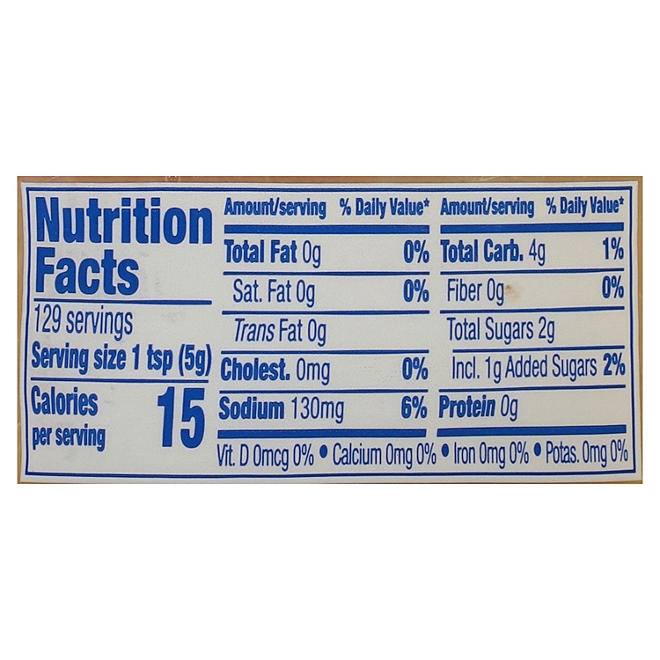 Nutrition
Facts
129 servings
Serving size 1 tsp (5g)
Calories
per serving
15
Amount/serving % Daily Value*
Total Fat 0g 0%
Sat. Fat 0g 0%
Trans Fat 0g
Cholest. 0mg 0%
Sodium 130mg 6%
Amount/serving % Daily Value*
Total Carb. 4g 1%
Fiber 0g 0%
Total Sugars 2g
Incl. 1g Added Sugars 2%
Protein 0g
Vit. D 0mcg 0% • Calcium 0mg 0% • Iron 0mg 0% • Potas. 0mg 0%